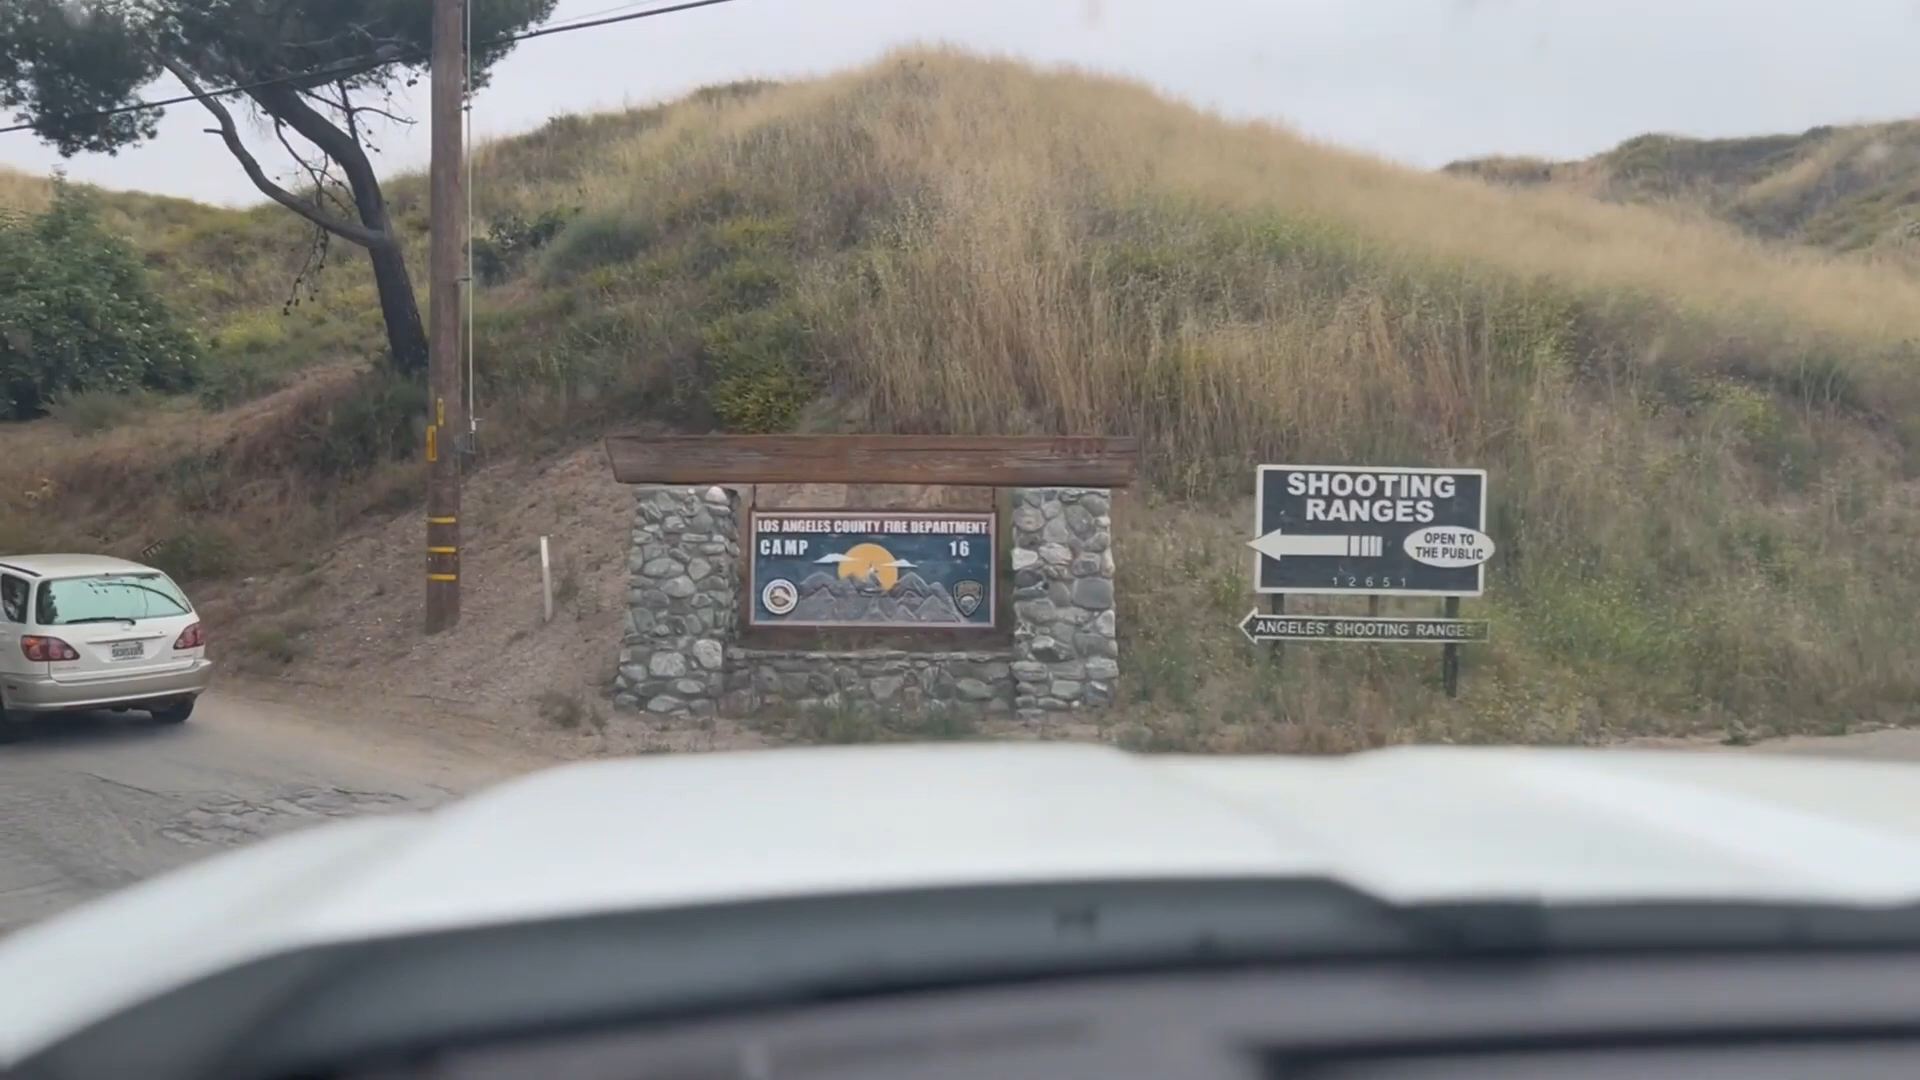 LOS ANGELES COUNTY FIRE DEPARTMENT
CAMP 16
SHOOTING
RANGES
OPEN TO
THE PUBLIC
12651
ANGELES SHOOTING RANGES